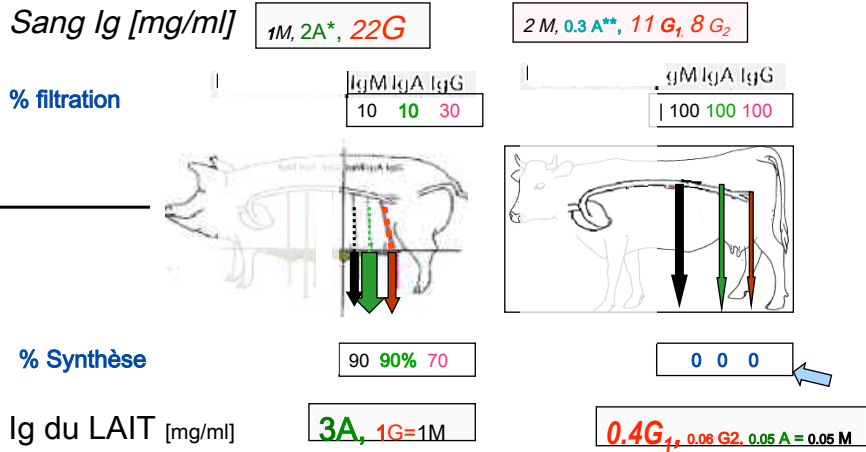 Sang Ig [mg/ml]
1M, 2A*, 22G
2 M, 0.3 A**, 11 G1, 8 G2
IgM IgA IgG
gM IgA IgG
% filtration
10 10 30
| 100 100 100
% Synthèse
90 90% 70
0 0 0
Ig du LAIT [mg/ml]
3A, 1G=1M
0.4G1, 0.06 G2, 0.05 A = 0.05 M